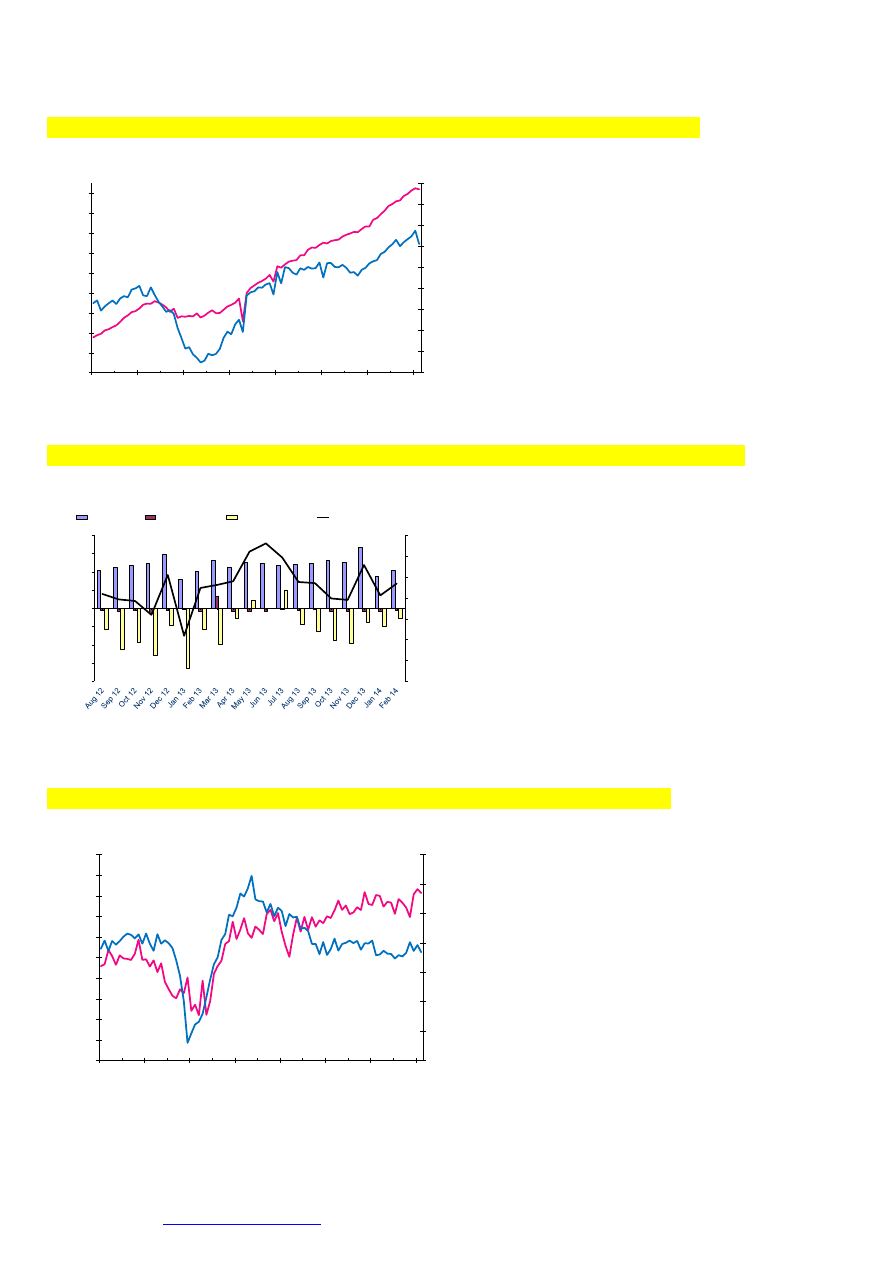 Aug 12
Sep 12
Oct 12
Nov 12
Dec 12
Jan 13
Feb 13
Mar 13
Apr 13
May 13
Jun 13
Jul 13
Aug 13
Sep 13
Oct 13
Nov 13
Dec 13
Jan 14
Feb 14